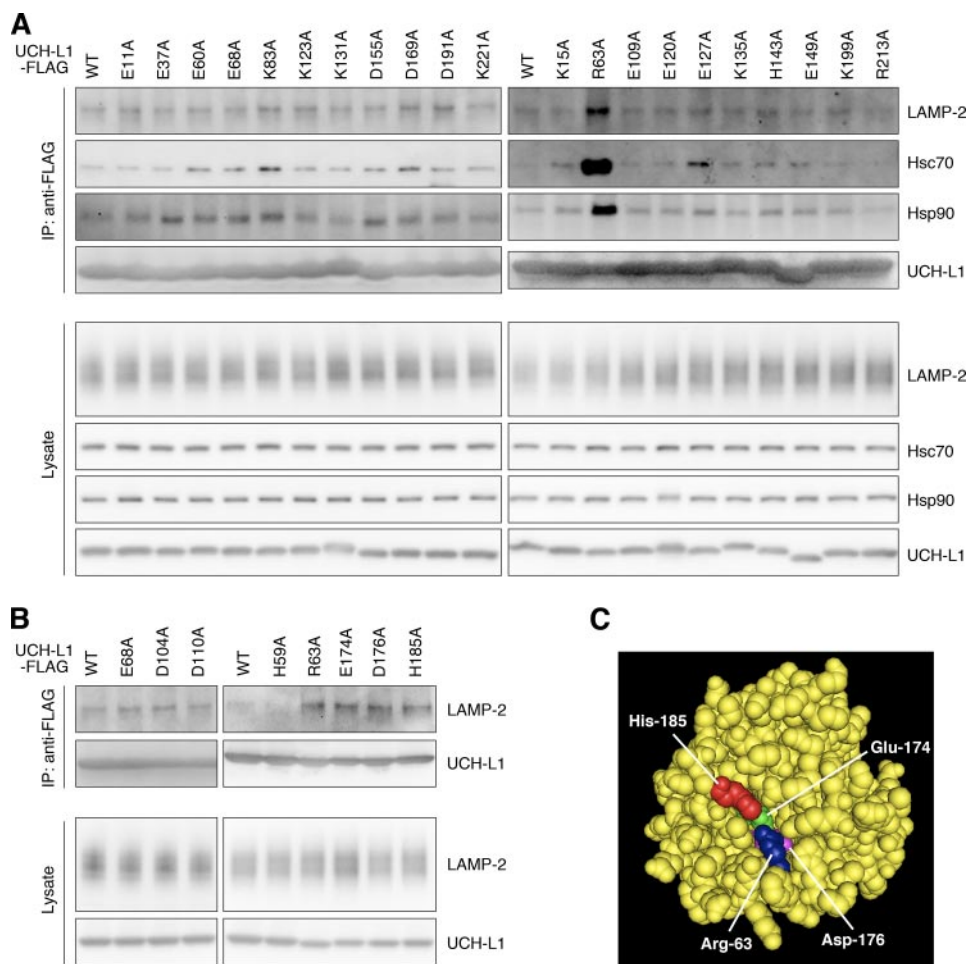 A
UCH-L1
-FLAG
WT E11A E37A E60A E68A K83A K123A K131A D155A D169A D191A K221A
WT K15A R63A E109A E120A E127A K135A H143A E149A K199A R213A
IP: anti-FLAG
LAMP-2
Hsc70
Hsp90
UCH-L1
Lysate
LAMP-2
Hsc70
Hsp90
UCH-L1
B
UCH-L1
-FLAG
WT E68A D104A D110A
WT H59A R63A E174A D176A H185A
IP: anti-FLAG
LAMP-2
UCH-L1
Lysate
LAMP-2
UCH-L1
C
His-185
Glu-174
Arg-63
Asp-176